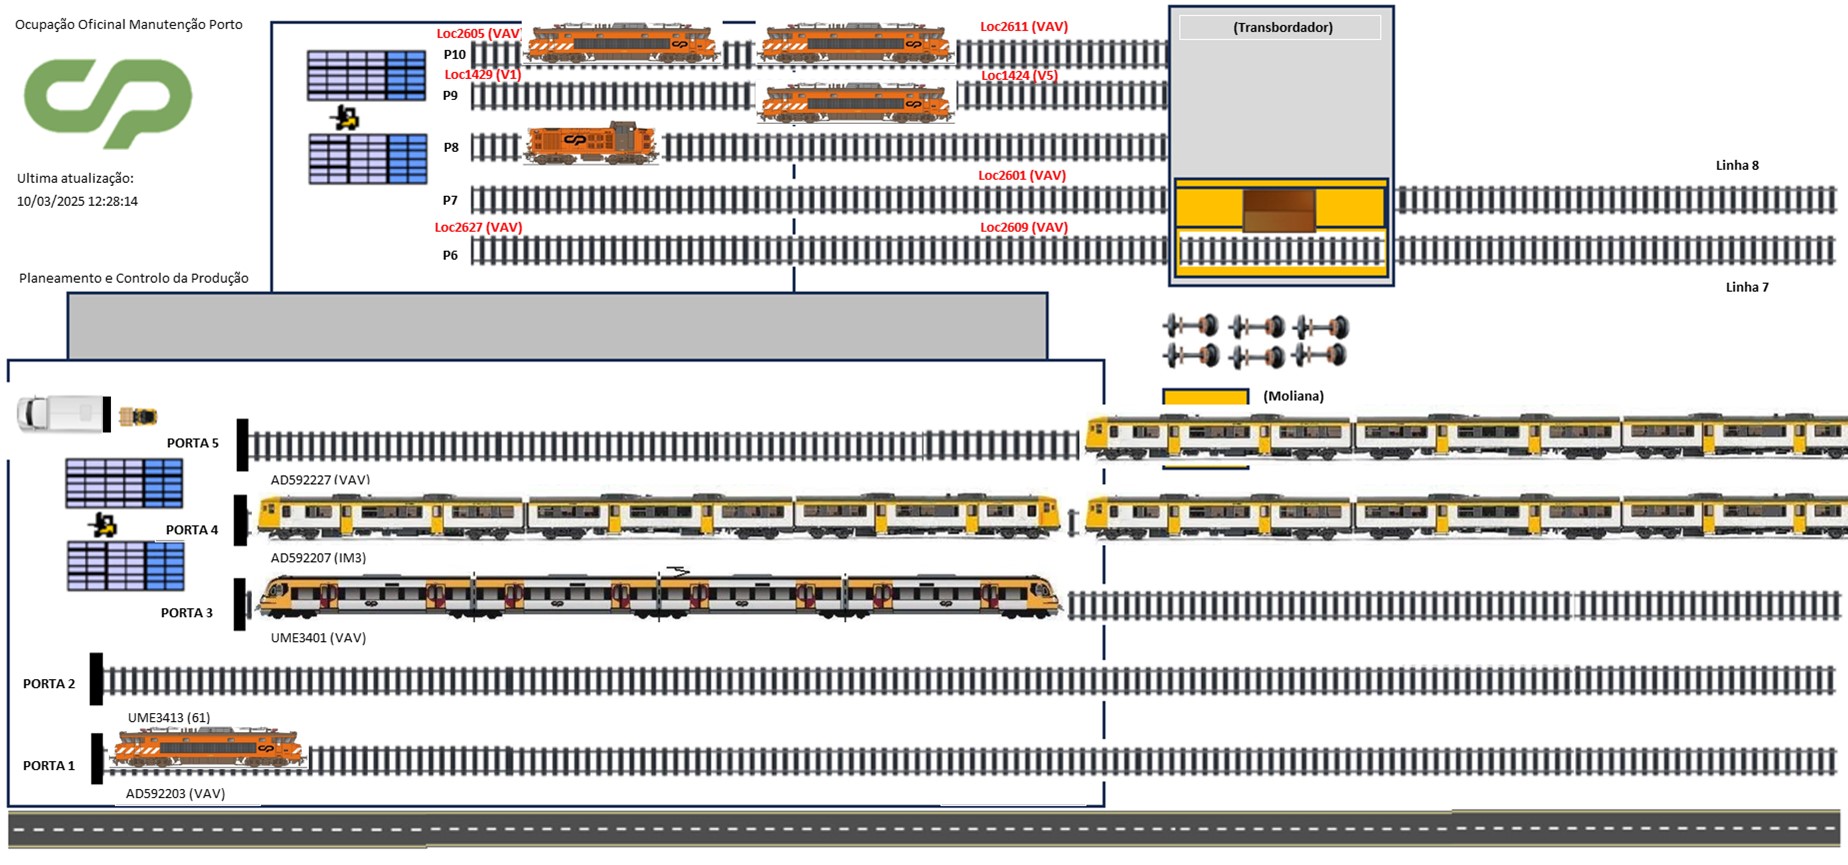 Ocupação Oficinal Manutenção Porto
CP
Ultima atualização:
10/03/2025 12:28:14
Planeamento e Controlo da Produção
Loc2605 (VAV)
Loc2611 (VAV)
P10
Loc1429 (V1)
Loc1424 (V5)
P9
P8
Loc2601 (VAV)
P7
Loc2627 (VAV)
Loc2609 (VAV)
P6
(Transbordador)
Linha 8
Linha 7
(Moliana)
PORTA 5
AD592227 (VAV)
PORTA 4
AD592207 (IM3)
PORTA 3
UME3401 (VAV)
PORTA 2
UME3413 (61)
PORTA 1
AD592203 (VAV)